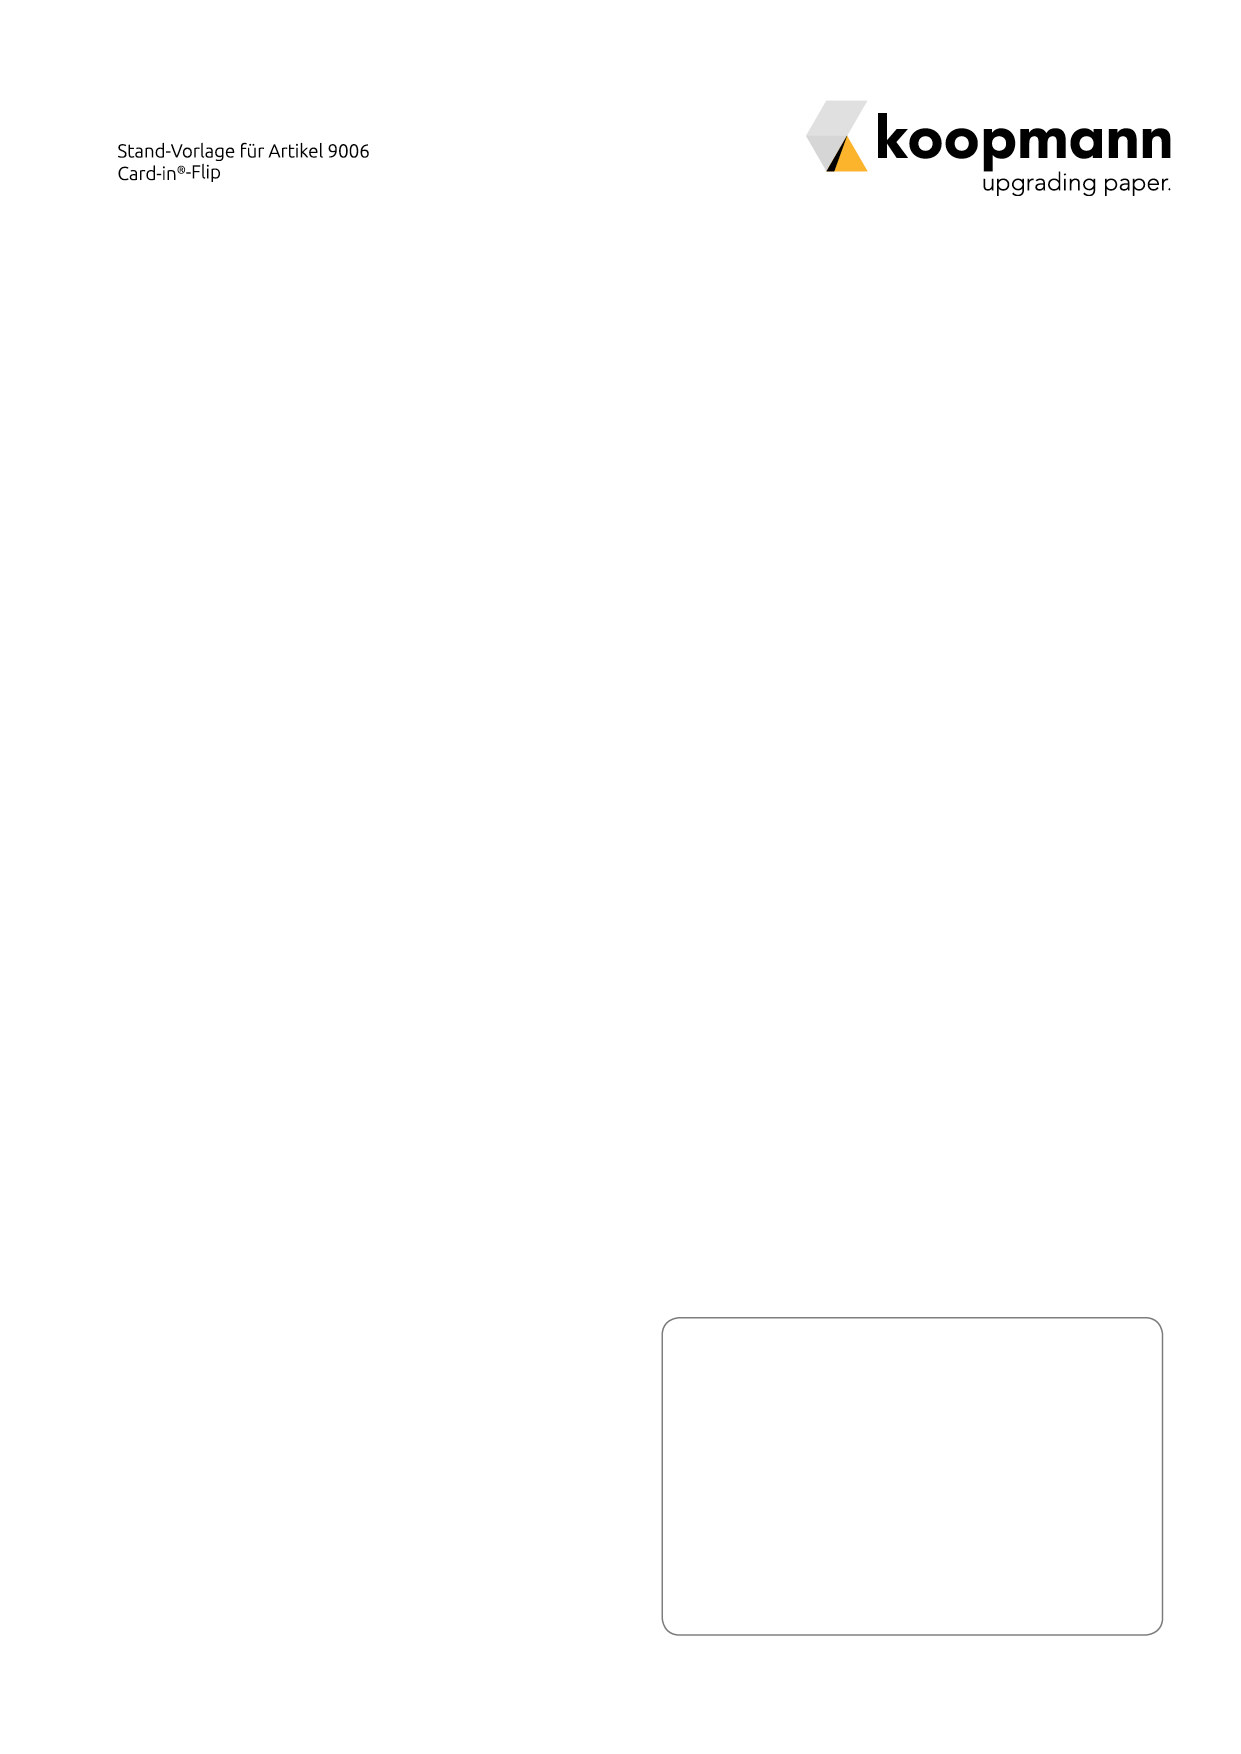 Stand-Vorlage für Artikel 9006
Card-in®-Flip
koopmann
upgrading paper.